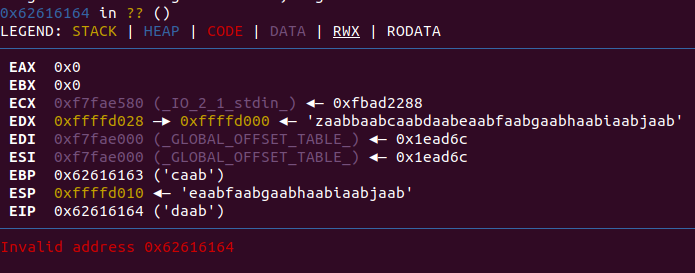 0x62616164 in ?? ()
LEGEND: STACK | HEAP | CODE | DATA | RWX | RODATA
EAX 0x0
EBX 0x0
ECX 0xf7fae580 (_IO_2_1_stdin_) ◂— 0xfbad2288
EDX 0xffffd028 —▸ 0xffffd000 ◂— 'zaabbaabcaabdaabeaabfaabgaabhaabiaabjaab'
EDI 0xf7fae000 (_GLOBAL_OFFSET_TABLE_) ◂— 0x1ead6c
ESI 0xf7fae000 (_GLOBAL_OFFSET_TABLE_) ◂— 0x1ead6c
EBP 0x62616163 ('caab')
ESP 0xffffd010 ◂— 'eaabfaabgaabhaabiaabjaab'
EIP 0x62616164 ('daab')
Invalid address 0x62616164